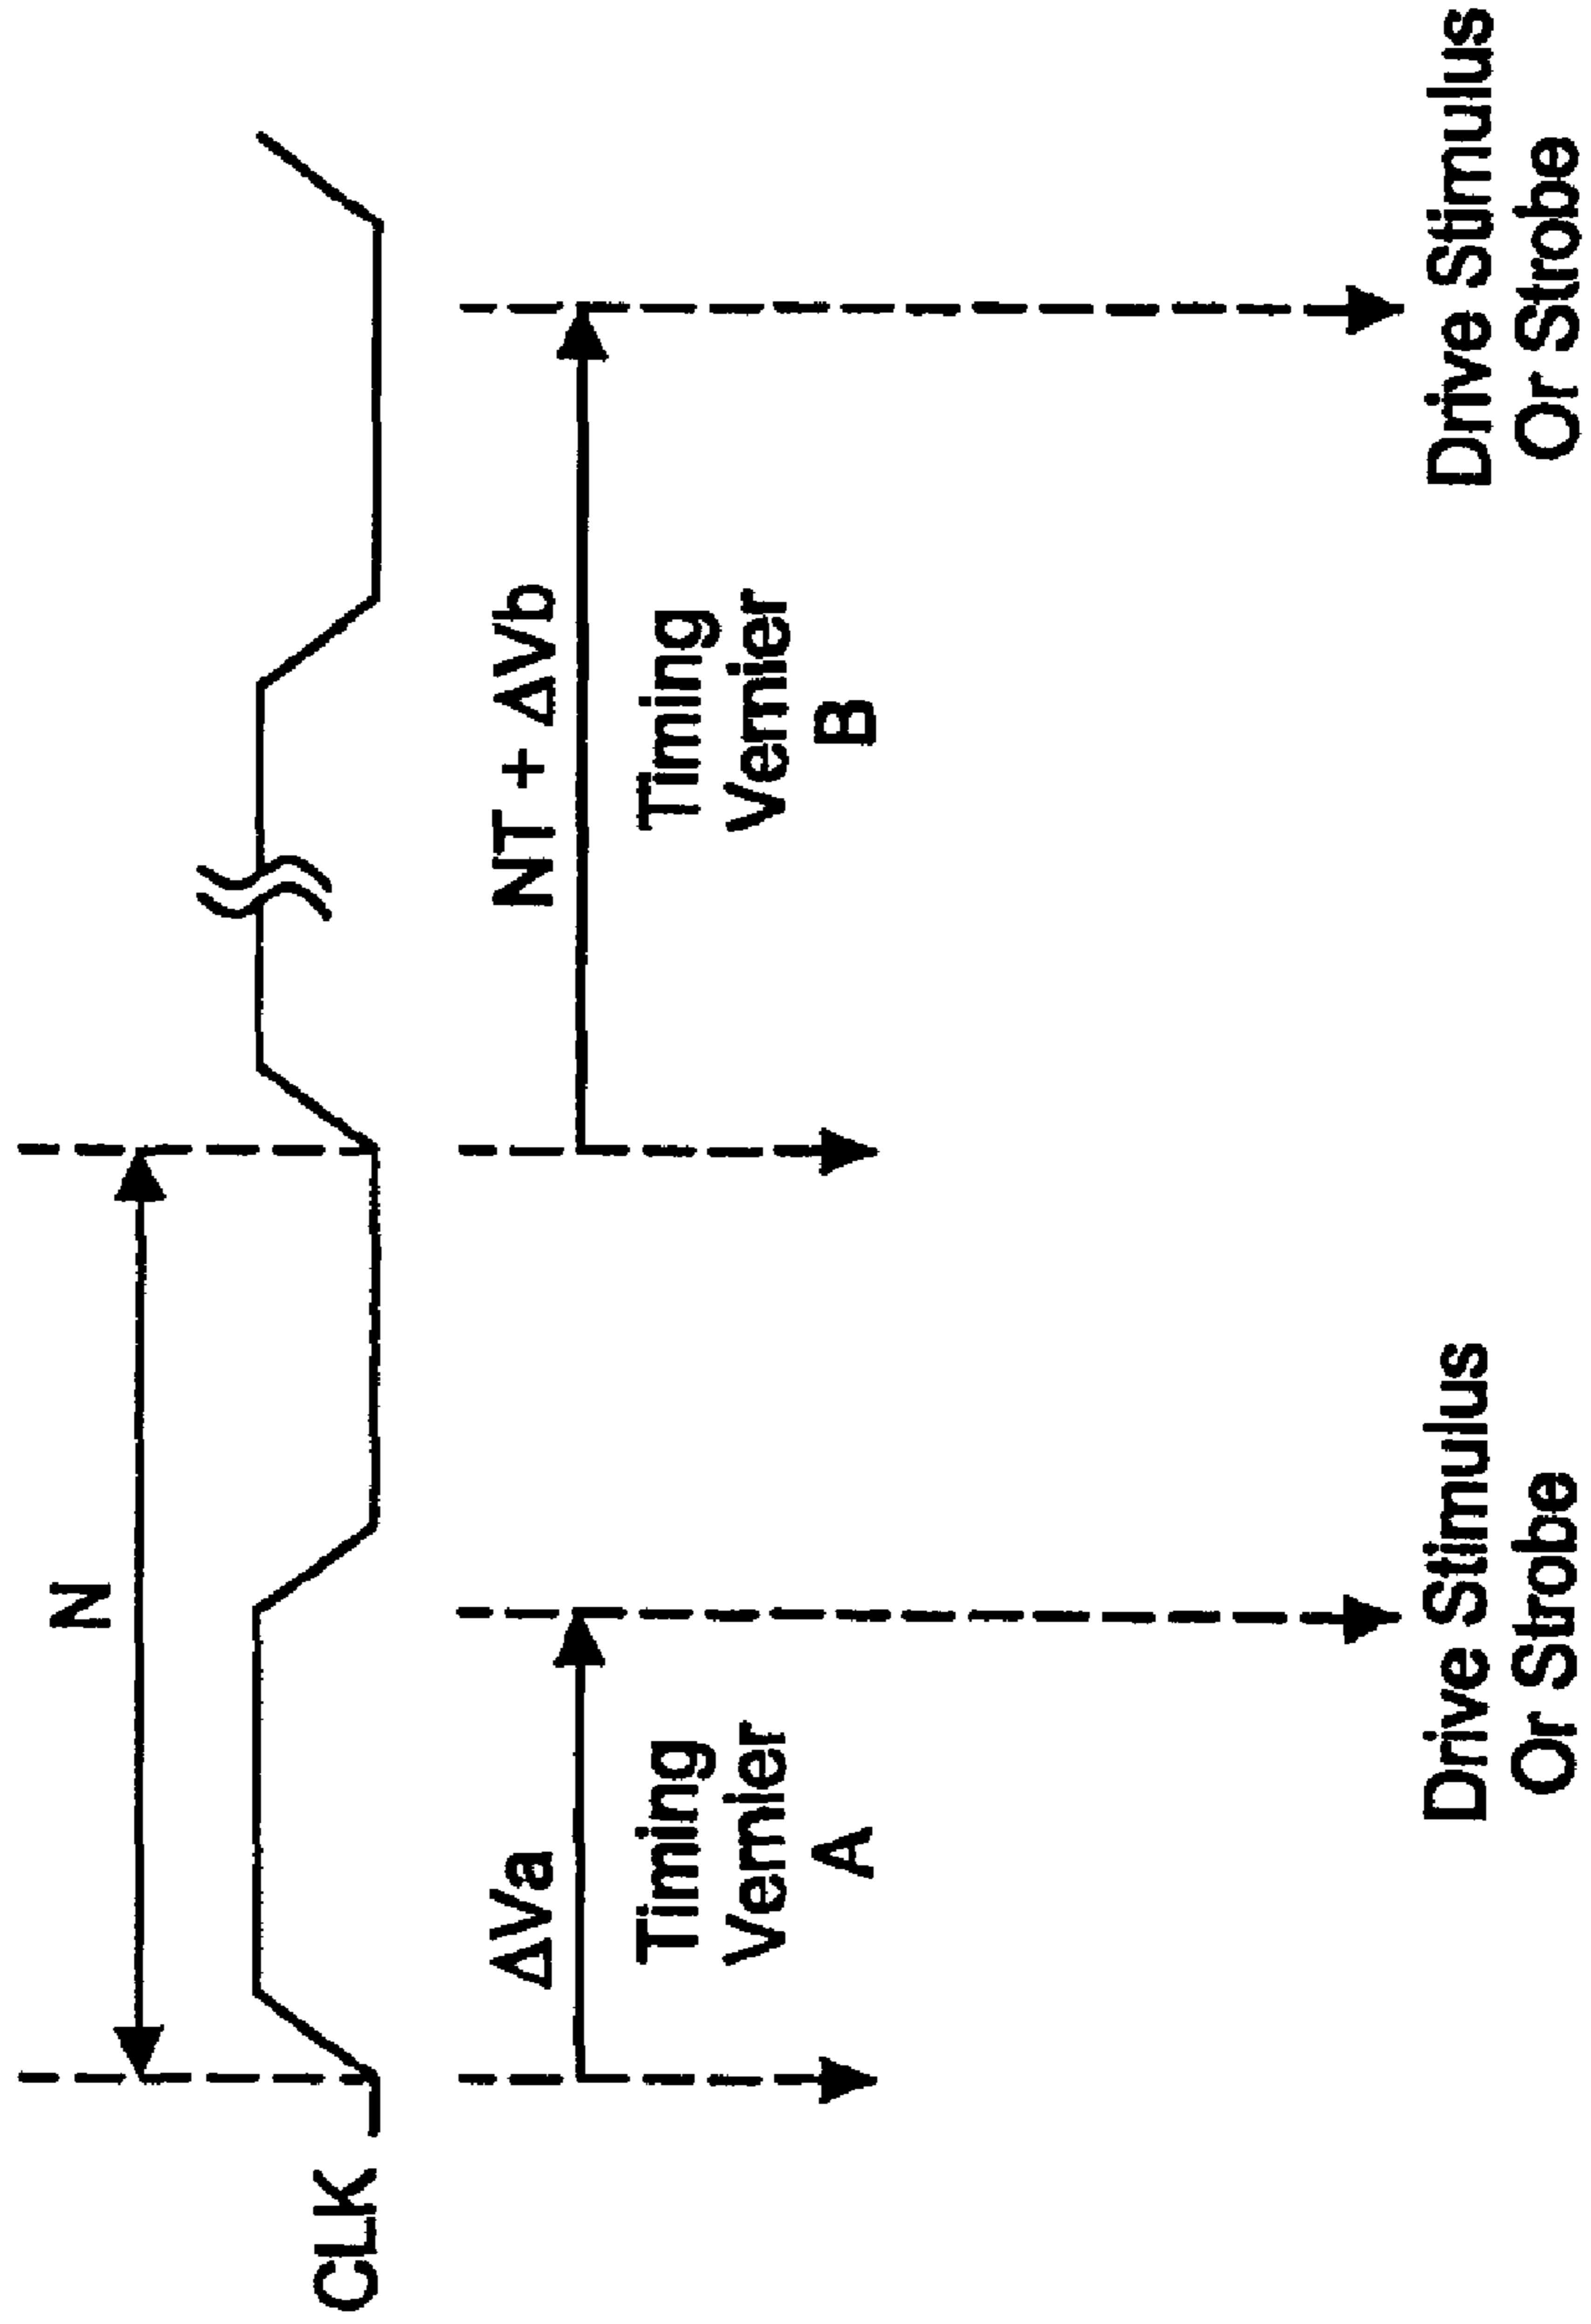 N
CLK
ΔVa
Timing
Vernier
A
NT + ΔVb
Timing
Vernier
B
Drive Stimulus
Or Strobe
Drive Stimulus
Or Strobe